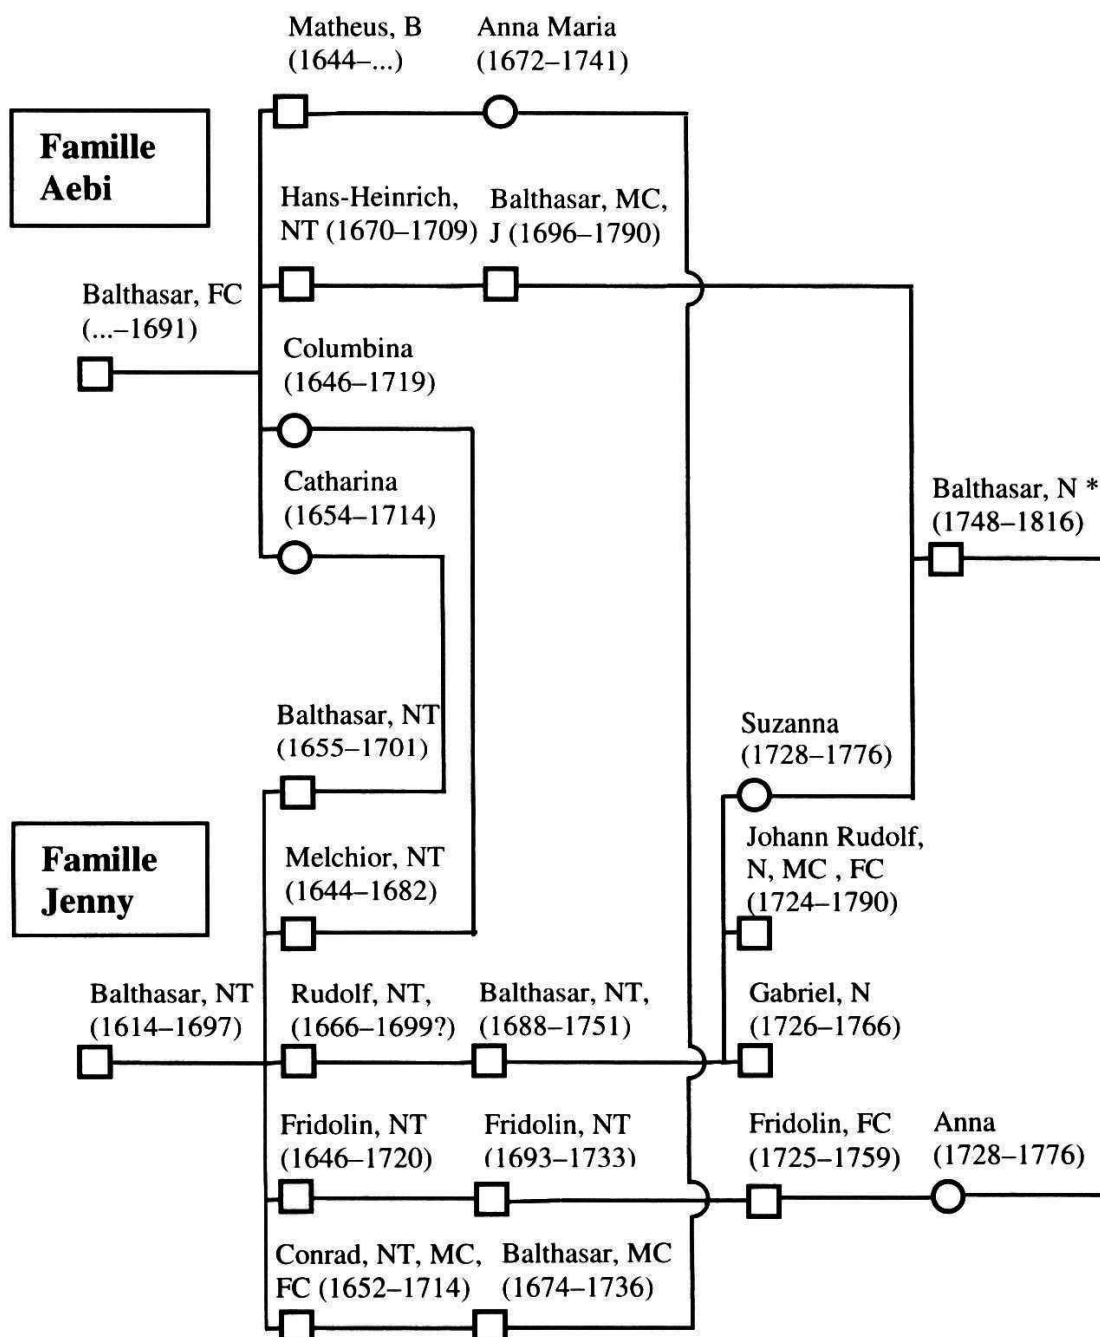 Matheus, B
(1644–...)
Anna Maria
(1672–1741)
Famille
Aebi
Hans-Heinrich,
NT (1670–1709)
Balthasar, MC,
J (1696–1790)
Balthasar, FC
(...–1691)
Columbina
(1646–1719)
Catharina
(1654–1714)
Balthasar, N *
(1748–1816)
Balthasar, NT
(1655–1701)
Suzanna
(1728–1776)
Famille
Jenny
Melchior, NT
(1644–1682)
Johann Rudolf,
N, MC , FC
(1724–1790)
Balthasar, NT
(1614–1697)
Rudolf, NT,
(1666–1699?)
Balthasar, NT,
(1688–1751)
Gabriel, N
(1726–1766)
Fridolin, NT
(1646–1720)
Fridolin, NT
(1693–1733)
Fridolin, FC
(1725–1759)
Anna
(1728–1776)
Conrad, NT, MC,
FC (1652–1714)
Balthasar, MC
(1674–1736)